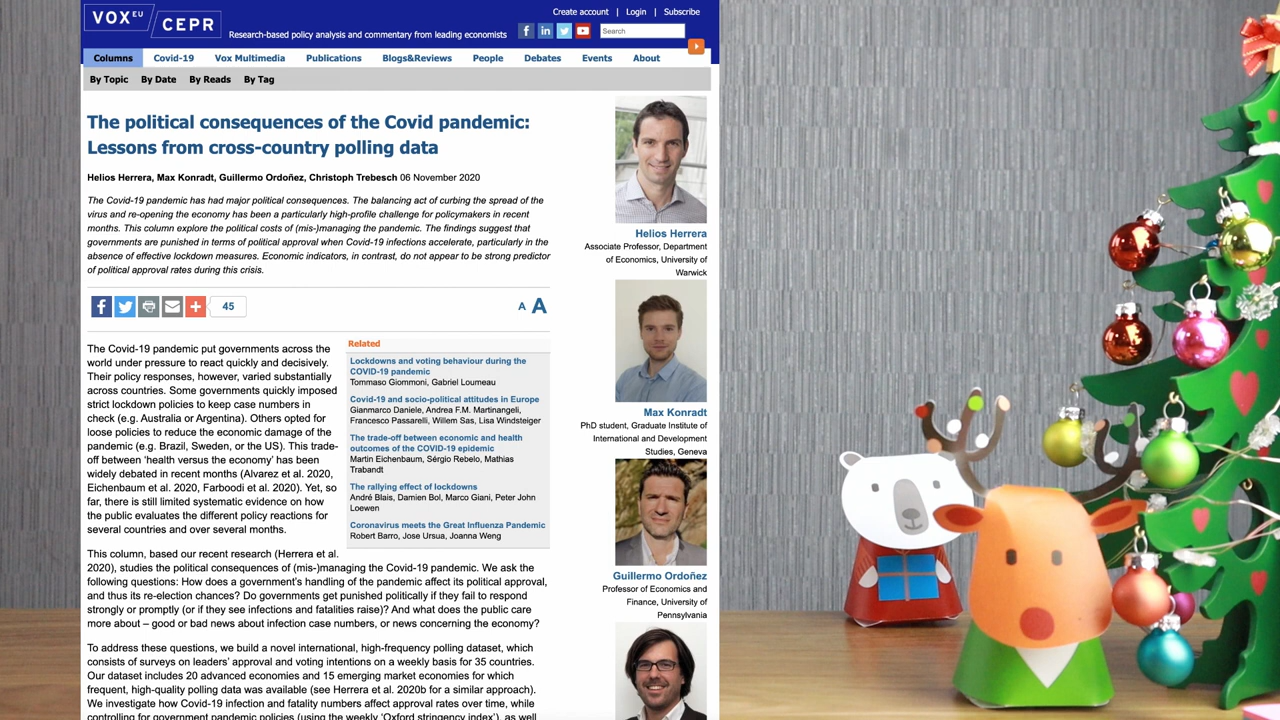 VOX EU
CEPR
Research-based policy analysis and commentary from leading economists
Create account | Login | Subscribe
Search
Columns Covid-19 Vox Multimedia Publications Blogs&Reviews People Debates Events About
By Topic By Date By Reads By Tag
The political consequences of the Covid pandemic:
Lessons from cross-country polling data
Helios Herrera, Max Konradt, Guillermo Ordoñez, Christoph Trebesch 06 November 2020
The Covid-19 pandemic has had major political consequences. The balancing act of curbing the spread of the
virus and re-opening the economy has been a particularly high-profile challenge for policymakers in recent
months. This column explore the political costs of (mis-)managing the pandemic. The findings suggest that
governments are punished in terms of political approval when Covid-19 infections accelerate, particularly in the
absence of effective lockdown measures. Economic indicators, in contrast, do not appear to be strong predictor
of political approval rates during this crisis.
45
A A
The Covid-19 pandemic put governments across the
world under pressure to react quickly and decisively.
Their policy responses, however, varied substantially
across countries. Some governments quickly imposed
strict lockdown policies to keep case numbers in
check (e.g. Australia or Argentina). Others opted for
loose policies to reduce the economic damage of the
pandemic (e.g. Brazil, Sweden, or the US). This trade-
off between ‘health versus the economy’ has been
widely debated in recent months (Alvarez et al. 2020,
Eichenbaum et al. 2020, Farboodi et al. 2020). Yet, so
far, there is still limited systematic evidence on how
the public evaluates the different policy reactions for
several countries and over several months.
Related
Lockdowns and voting behaviour during the
COVID-19 pandemic
Tommaso Giommoni, Gabriel Loumeau
Covid-19 and socio-political attitudes in Europe
Gianmarco Daniele, Andrea F.M. Martinangeli,
Francesco Passarelli, Willem Sas, Lisa Windsteiger
The trade-off between economic and health
outcomes of the COVID-19 epidemic
Martin Eichenbaum, Sérgio Rebelo, Mathias
Trabandt
The rallying effect of lockdowns
André Blais, Damien Bol, Marco Giani, Peter John
Loewen
Coronavirus meets the Great Influenza Pandemic
Robert Barro, Jose Ursua, Joanna Weng
This column, based our recent research (Herrera et al.
2020), studies the political consequences of (mis-)managing the Covid-19 pandemic. We ask the
following questions: How does a government’s handling of the pandemic affect its political approval,
and thus its re-election chances? Do governments get punished politically if they fail to respond
strongly or promptly (or if they see infections and fatalities raise)? And what does the public care
more about – good or bad news about infection case numbers, or news concerning the economy?
To address these questions, we build a novel international, high-frequency polling dataset, which
consists of surveys on leaders’ approval and voting intentions on a weekly basis for 35 countries.
Our dataset includes 20 advanced economies and 15 emerging market economies for which
frequent, high-quality polling data was available (see Herrera et al. 2020b for a similar approach).
We investigate how Covid-19 infection and fatality numbers affect approval rates over time, while
controlling for government pandemic policies (using the weekly ‘Oxford stringency index’), as well
Helios Herrera
Associate Professor, Department
of Economics, University of
Warwick
Max Konradt
PhD student, Graduate Institute of
International and Development
Studies, Geneva
Guillermo Ordoñez
Professor of Economics and
Finance, University of
Pennsylvania